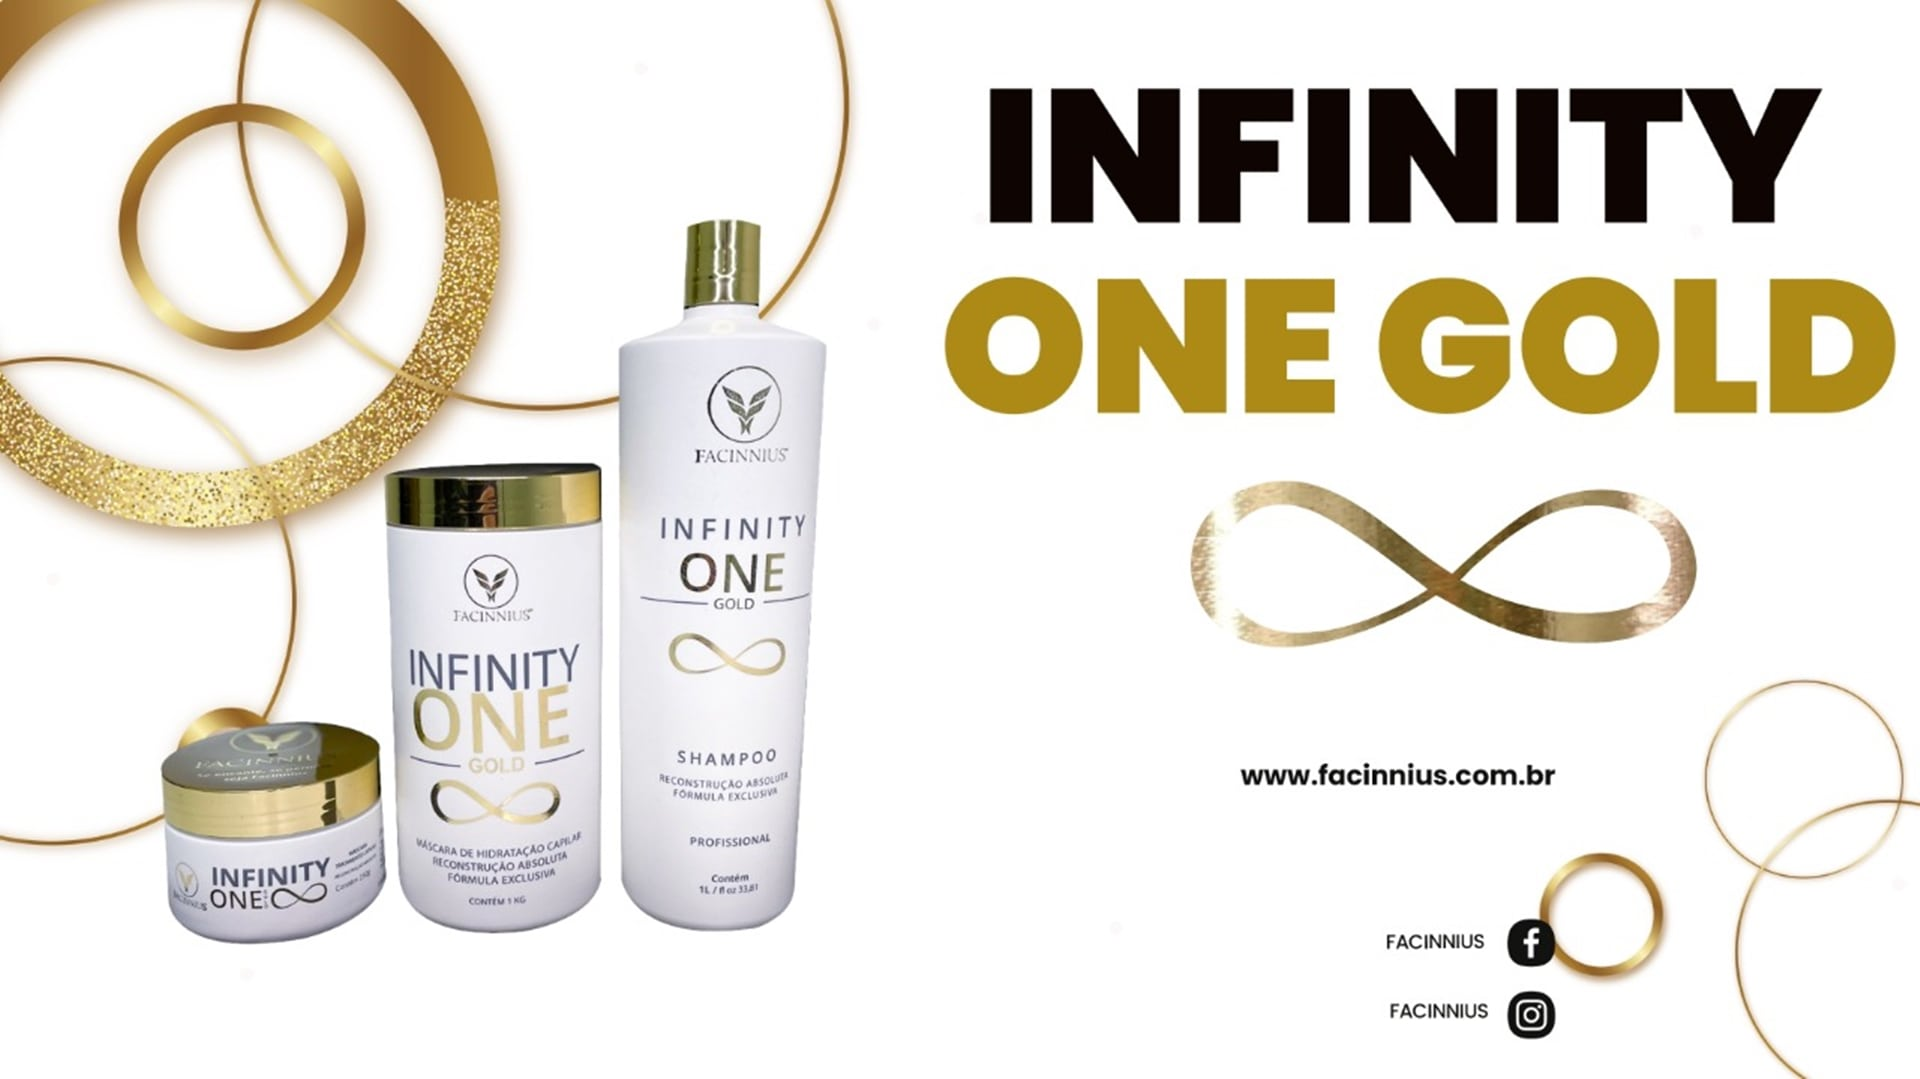 INFINITY
ONE GOLD
www.facinnius.com.br
FACINNIUS
FACINNIUS
FACINNIUS
INFINITY
ONE
GOLD
SHAMPOO
RECONSTRUÇÃO ABSOLUTA
FÓRMULA EXCLUSIVA
PROFISSIONAL
Contém
1L / fl oz 33,81
FACINNIUS
INFINITY
ONE
GOLD
MÁSCARA DE HIDRATAÇÃO CAPILAR
RECONSTRUÇÃO ABSOLUTA
FÓRMULA EXCLUSIVA
CONTÉM 1 KG
FACINNIUS
FACINNIUS
INFINITY
ONE